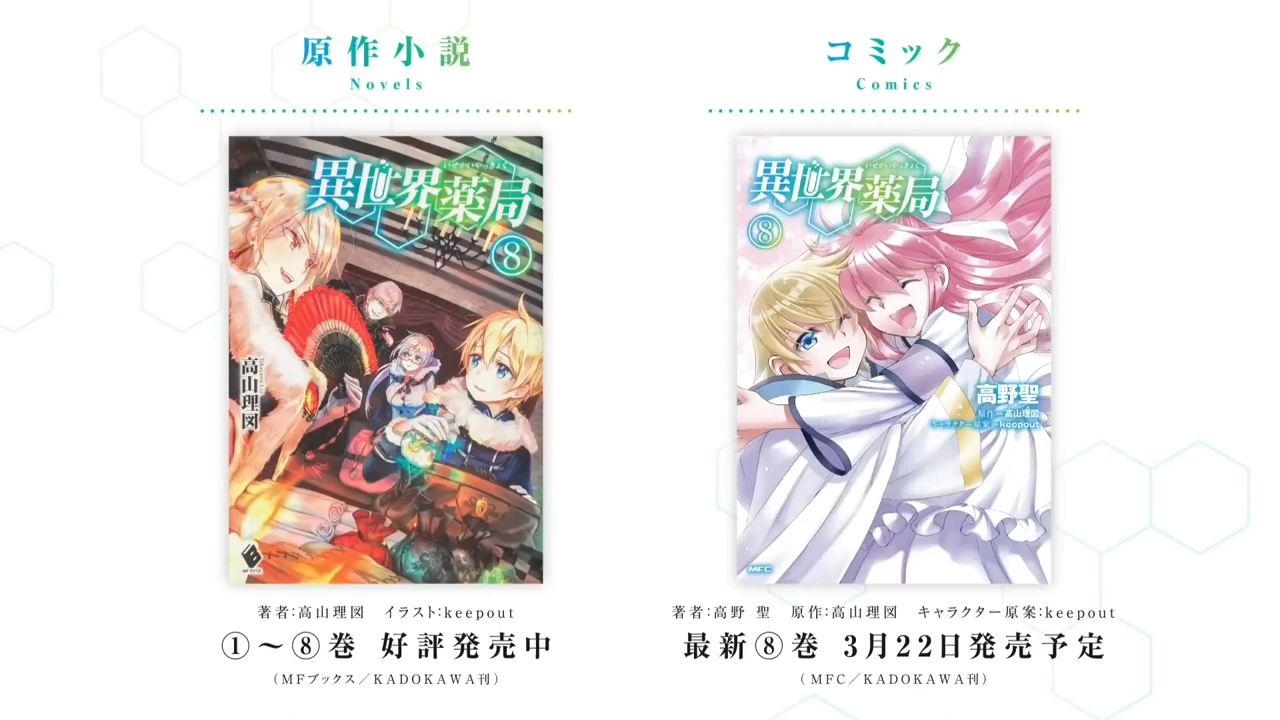 原作小説
Novels
いせかいやっきょく
異世界薬局
⑧
高山理図
MFブックス
著者:高山理図　イラスト:keepout
①〜⑧巻 好評発売中
(MFブックス／KADOKAWA刊)
コミック
Comics
いせかいやっきょく
異世界薬局
⑧
高野聖
原作=高山理図
キャラクター原案=keepout
MFC
著者:高野 聖　原作:高山理図　キャラクター原案:keepout
最新⑧巻 3月22日発売予定
(MFC／KADOKAWA刊)